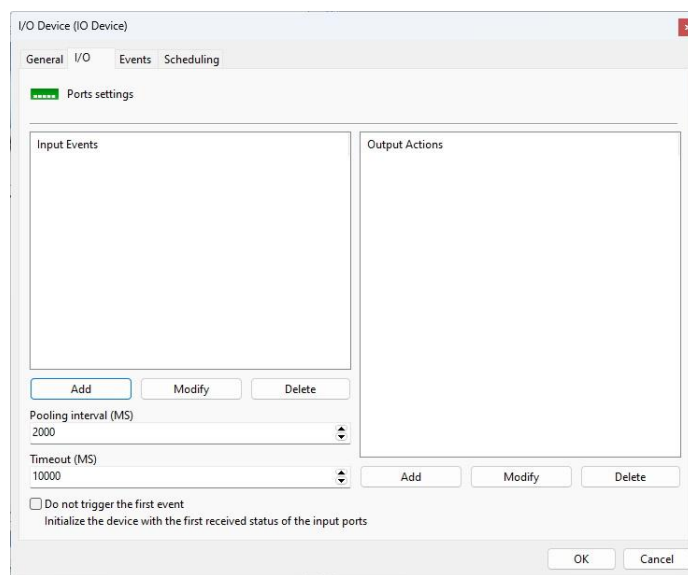 I/O Device (IO Device)
General I/O Events Scheduling
Ports settings
Input Events
Output Actions
Add Modify Delete
Pooling interval (MS)
2000
Timeout (MS)
10000
Add Modify Delete
Do not trigger the first event
Initialize the device with the first received status of the input ports
OK Cancel